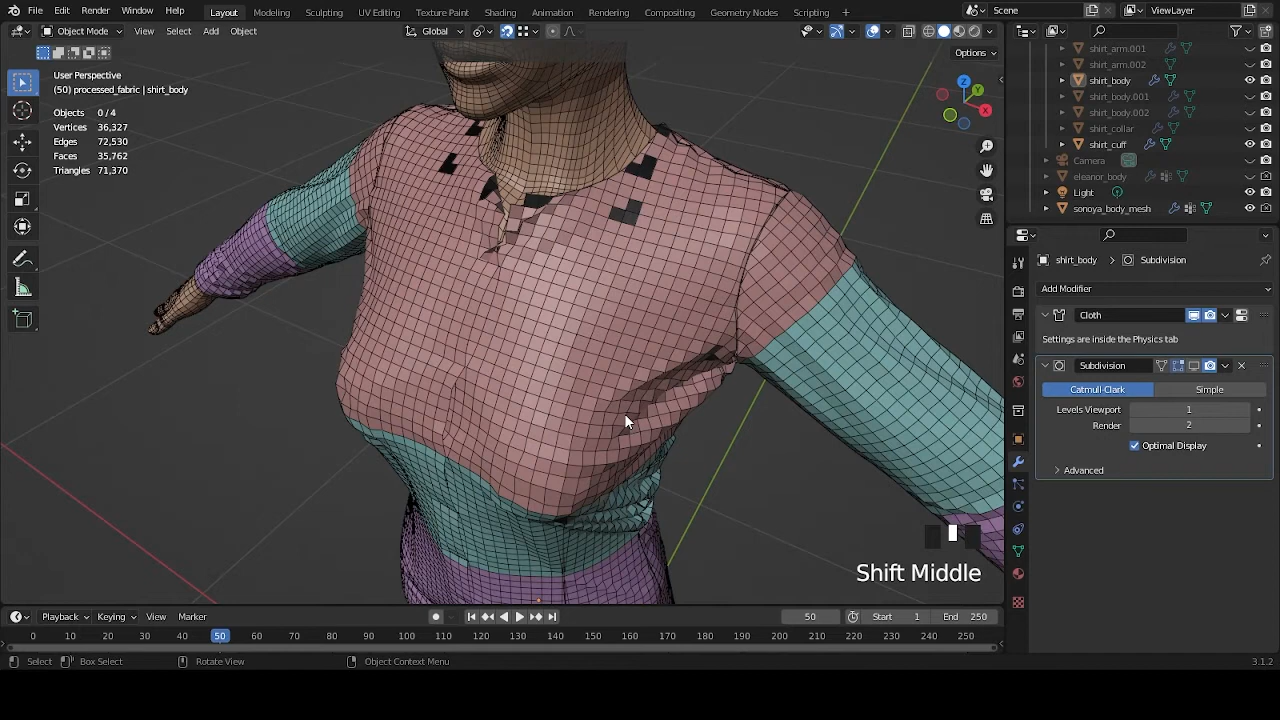 File Edit Render Window Help Layout Modeling Sculpting UV Editing Texture Paint Shading Animation Rendering Compositing Geometry Nodes Scripting + Scene ViewLayer
Object Mode View Select Add Object Global
Options
User Perspective
(50) processed_fabric | shirt_body
Objects 0/4
Vertices 36,327
Edges 72,530
Faces 35,762
Triangles 71,370
Z
Y
X
shirt_arm.001
shirt_arm.002
shirt_body
shirt_body.001
shirt_body.002
shirt_collar
shirt_cuff
Camera
eleanor_body
Light
sonoya_body_mesh
shirt_body > Subdivision
Add Modifier
Cloth
Settings are inside the Physics tab
Subdivision
Catmull-Clark Simple
Levels Viewport 1
Render 2
Optimal Display
Advanced
Shift Middle
Playback Keying View Marker 50 Start 1 End 250
0 10 20 30 40 50 60 70 80 90 100 110 120 130 140 150 160 170 180 190 200 210 220 230 240 250
Select Box Select Rotate View Object Context Menu 3.1.2